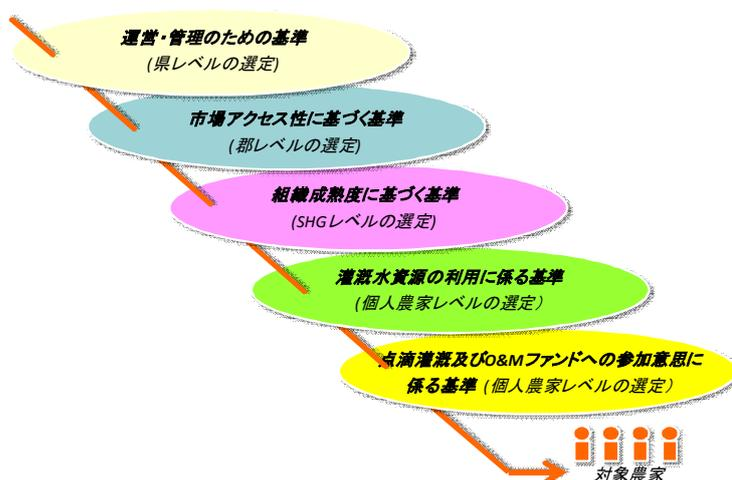 運営・管理のための基準
(県レベルの選定)
市場アクセス性に基づく基準
(郡レベルの選定)
組織成熟度に基づく基準
(SHGレベルの選定)
灌漑水資源の利用に係る基準
(個人農家レベルの選定）
点滴灌漑及びO&Mファンドへの参加意思に
係る基準 (個人農家レベルの選定）
対象農家